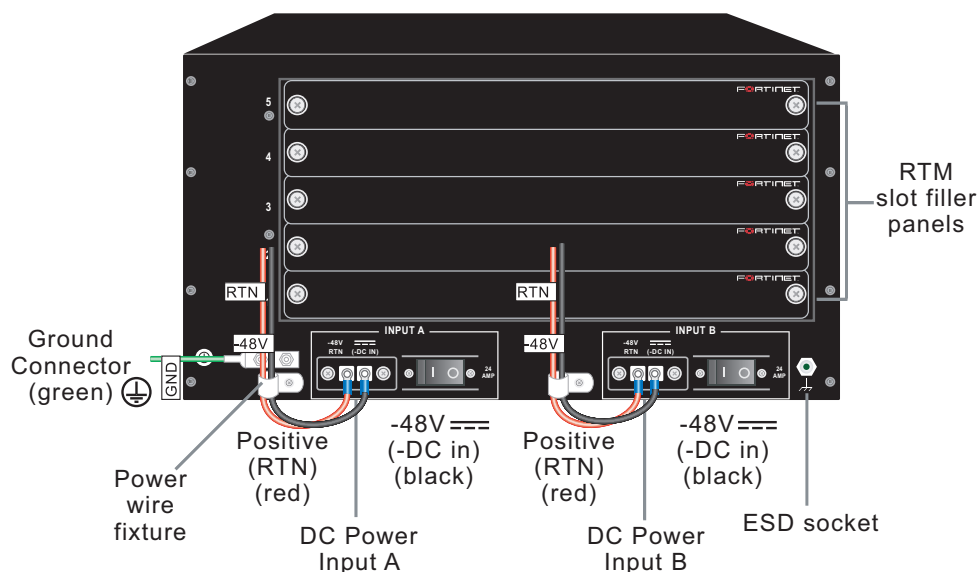 FORTINET
5
FORTINET
4
FORTINET
3
FORTINET
2
FORTINET
RTM
slot filler
panels
RTN
-48V
RTN
-48V
INPUT A
-48V
RTN
(-DC IN)
24
AMP
INPUT B
-48V
RTN
(-DC IN)
24
AMP
Ground
Connector
(green)
GND
Power
wire
fixture
Positive
(RTN)
(red)
-48V
(-DC in)
(black)
DC Power
Input A
Positive
(RTN)
(red)
-48V
(-DC in)
(black)
DC Power
Input B
ESD socket